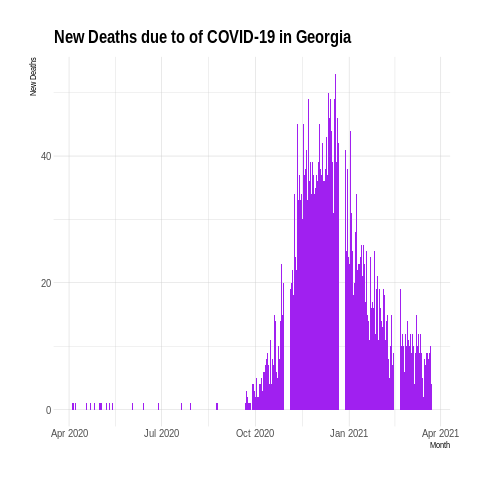 New Deaths due to of COVID-19 in Georgia
New Deaths
40
20
0
Apr 2020
Jul 2020
Oct 2020
Jan 2021
Apr 2021
Month